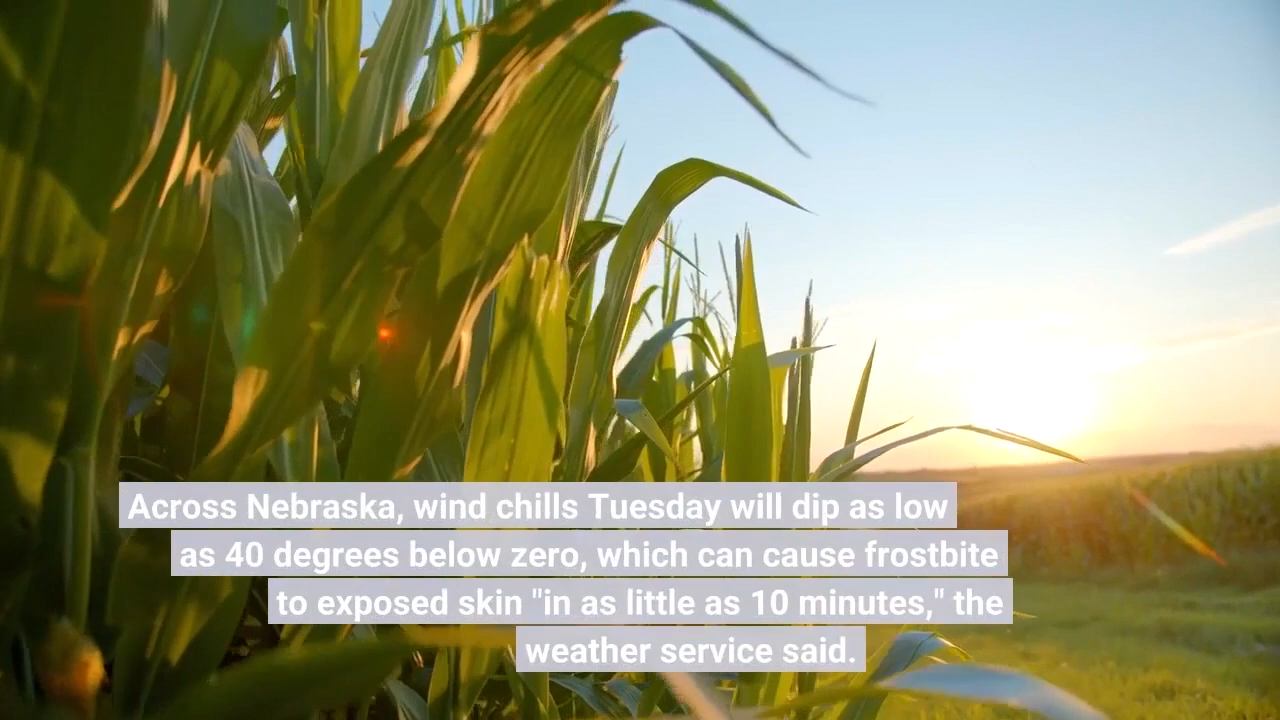 Across Nebraska, wind chills Tuesday will dip as low
as 40 degrees below zero, which can cause frostbite
to exposed skin "in as little as 10 minutes," the
weather service said.